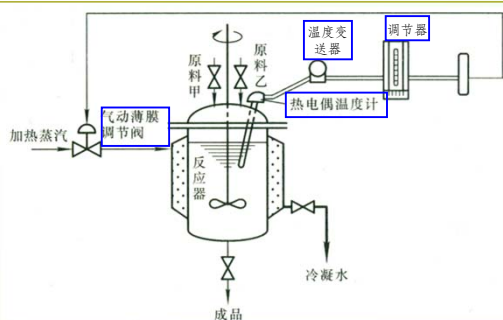 温度变
送器
调节器
原料甲
原料乙
热电偶温度计
气动薄膜
调节阀
加热蒸汽
反应器
冷凝水
成品